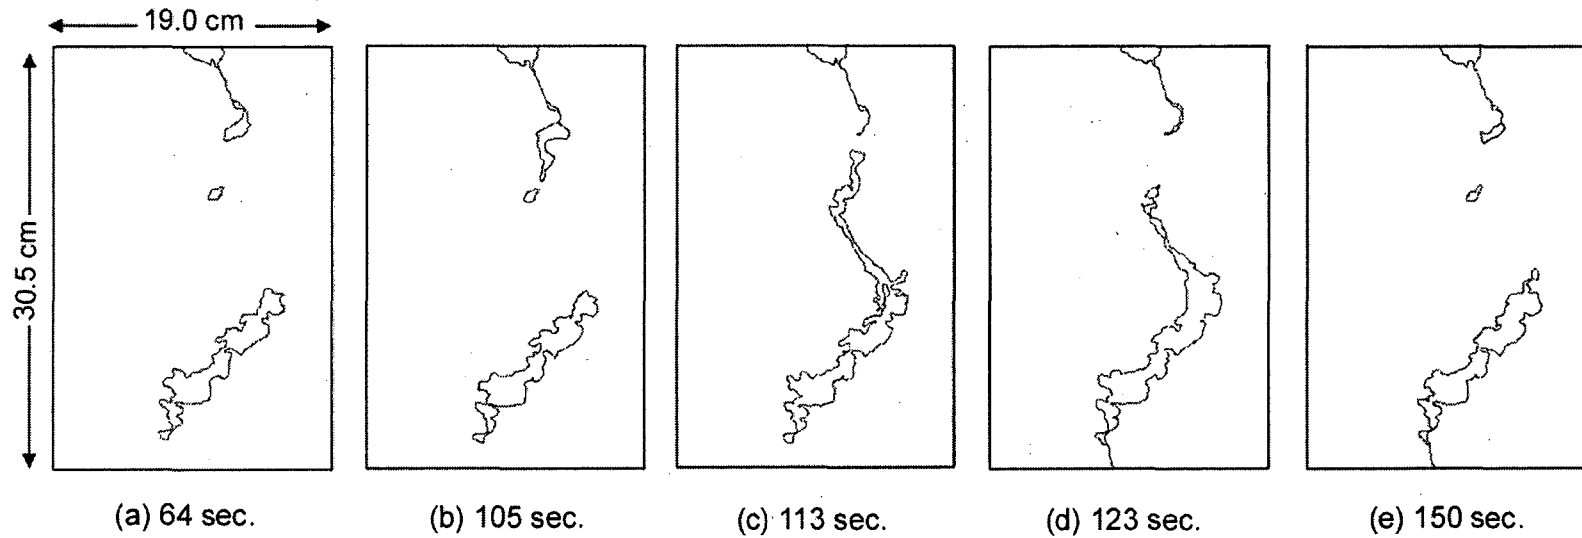 19.0 cm
30.5 cm
(a) 64 sec.
(b) 105 sec.
(c) 113 sec.
(d) 123 sec.
(e) 150 sec.